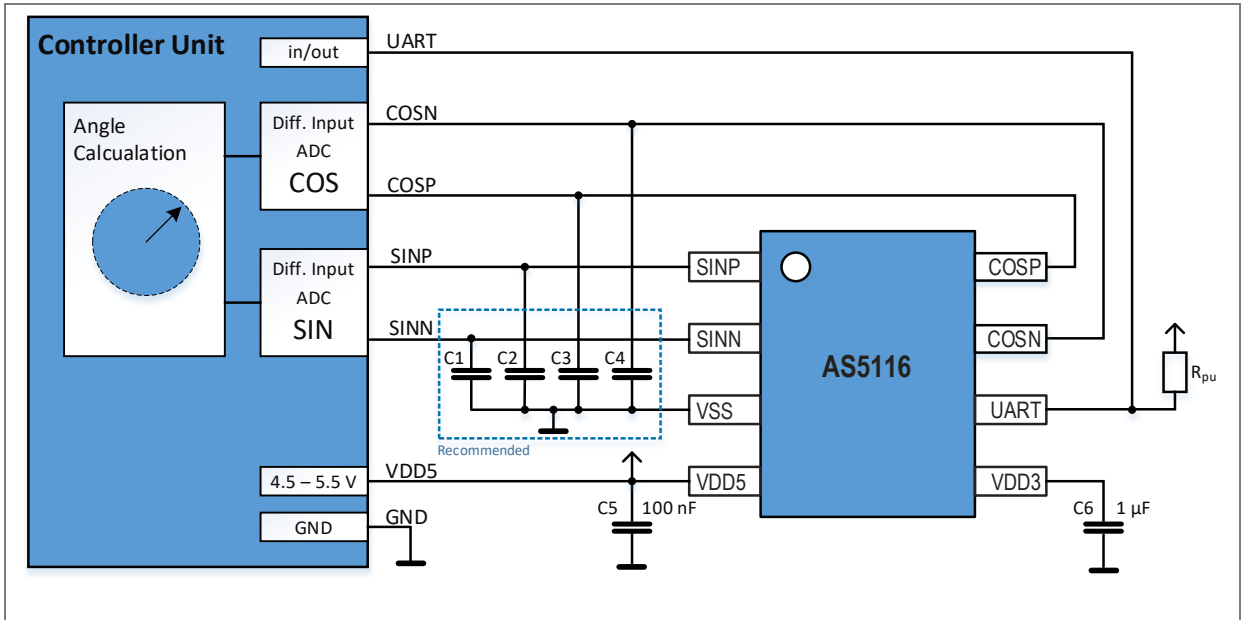 Controller Unit
in/out
UART
Angle
Calcualation
Diff. Input
ADC
COS
COSN
COSP
Diff. Input
ADC
SIN
SINP
SINN
C1
C2
C3
C4
Recommended
4.5 – 5.5 V
VDD5
GND
GND
C5
100 nF
SINP
SINN
VSS
VDD5
AS5116
COSP
COSN
UART
VDD3
Rpu
C6
1 µF